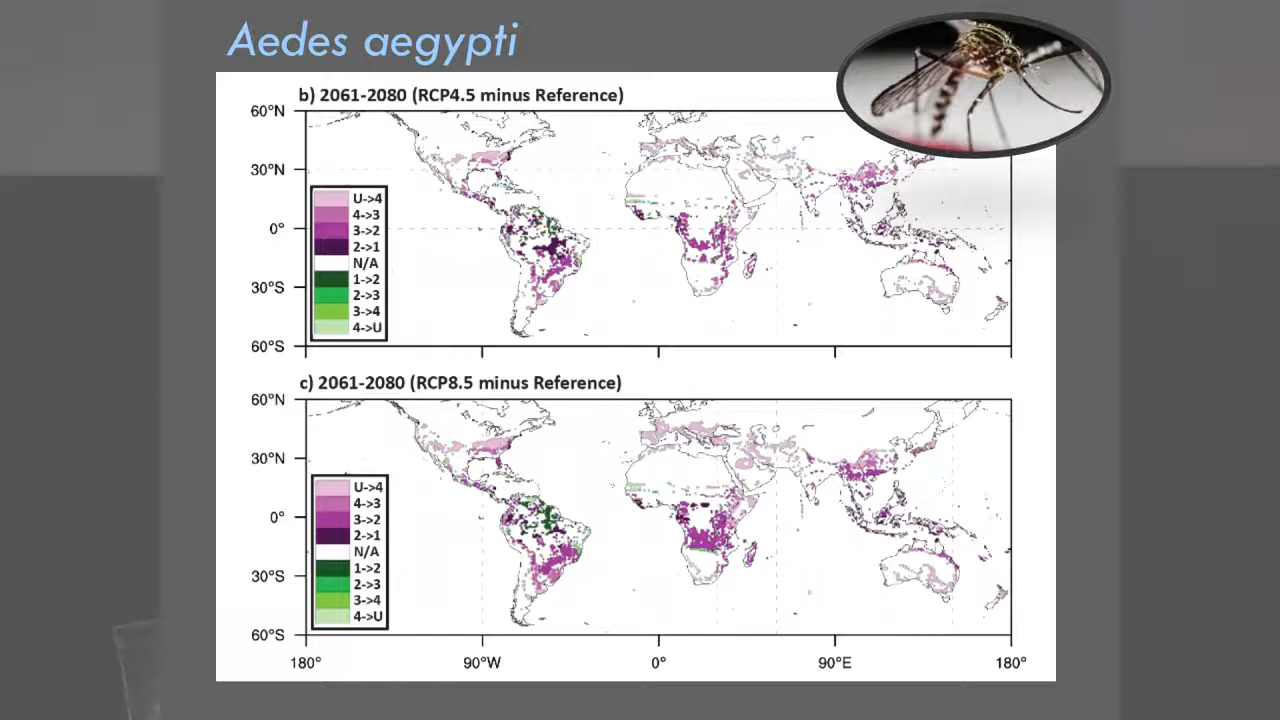 Aedes aegypti
b) 2061-2080 (RCP4.5 minus Reference)
60°N
30°N
0°
30°S
60°S
U->4
4->3
3->2
2->1
N/A
1->2
2->3
3->4
4->U
c) 2061-2080 (RCP8.5 minus Reference)
60°N
30°N
0°
30°S
60°S
U->4
4->3
3->2
2->1
N/A
1->2
2->3
3->4
4->U
180° 90°W 0° 90°E 180°